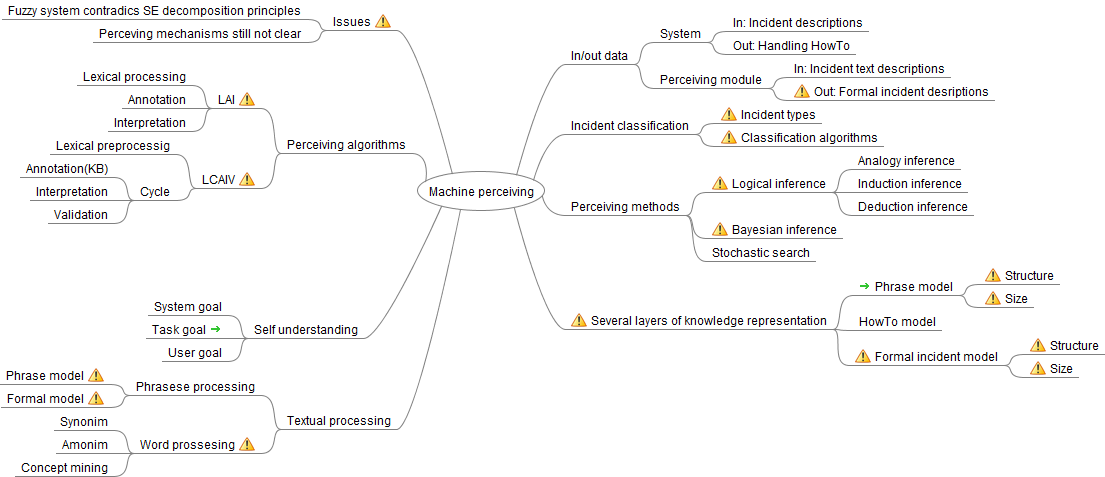 Machine perceiving
Issues
Fuzzy system contradics SE decomposition principles
Perceving mechanisms still not clear
Perceiving algorithms
LAI
Lexical processing
Annotation
Interpretation
LCAIV
Lexical preprocessig
Cycle
Annotation(KB)
Interpretation
Validation
Self understanding
System goal
Task goal
User goal
Textual processing
Phrasese processing
Phrase model
Formal model
Word prossesing
Synonim
Amonim
Concept mining
In/out data
System
In: Incident descriptions
Out: Handling HowTo
Perceiving module
In: Incident text descriptions
Out: Formal incident desriptions
Incident classification
Incident types
Classification algorithms
Perceiving methods
Logical inference
Analogy inference
Induction inference
Deduction inference
Bayesian inference
Stochastic search
Several layers of knowledge representation
Phrase model
Structure
Size
HowTo model
Formal incident model
Structure
Size